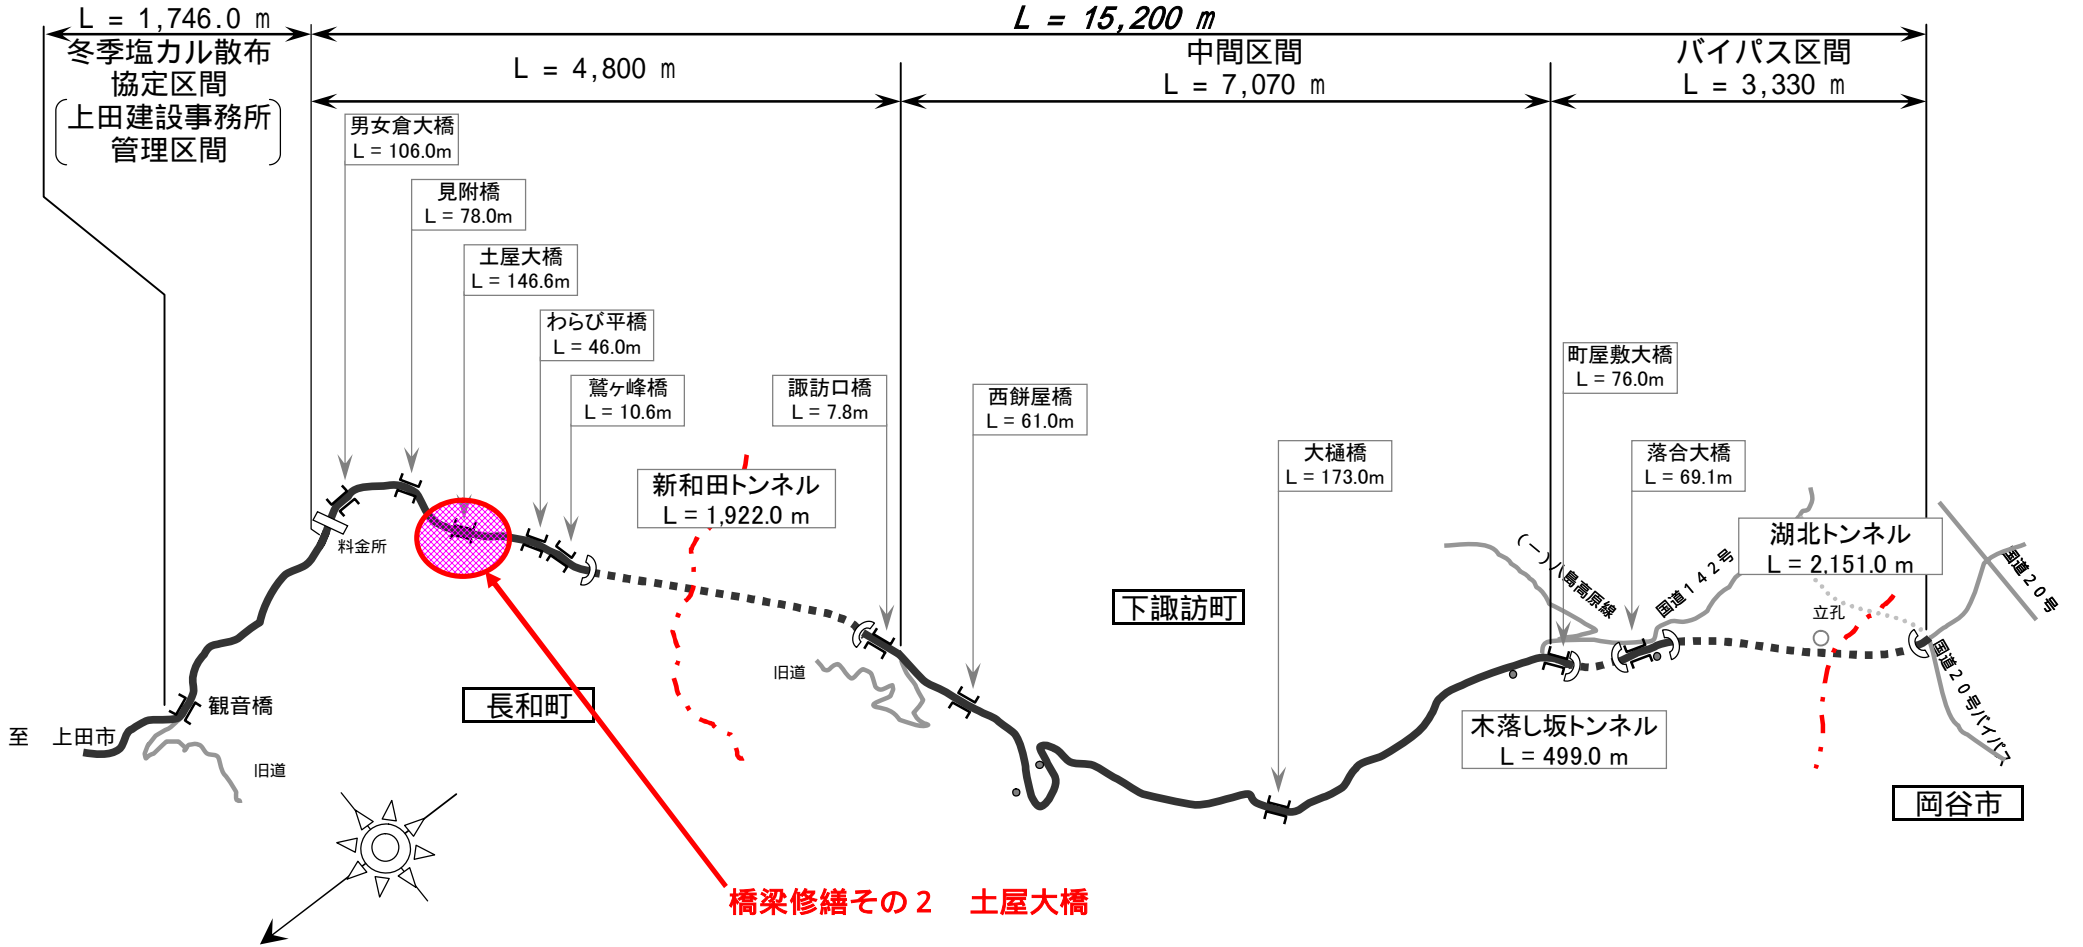 L = 1,746.0 m
L = 15,200 m
冬季塩カル散布
協定区間
上田建設事務所
管理区間
L = 4,800 m
中間区間
L = 7,070 m
バイパス区間
L = 3,330 m
男女倉大橋
L = 106.0m
見附橋
L = 78.0m
土屋大橋
L = 146.6m
わらび平橋
L = 46.0m
鷲ヶ峰橋
L = 10.6m
諏訪口橋
L = 7.8m
西餅屋橋
L = 61.0m
町屋敷大橋
L = 76.0m
大樋橋
L = 173.0m
落合大橋
L = 69.1m
新和田トンネル
L = 1,922.0 m
湖北トンネル
L = 2,151.0 m
料金所
(一)八島高原線
国道142号
国道20号
立孔
下諏訪町
旧道
国道20号バイパス
長和町
観音橋
至 上田市
旧道
木落し坂トンネル
L = 499.0 m
岡谷市
橋梁修繕その2 土屋大橋